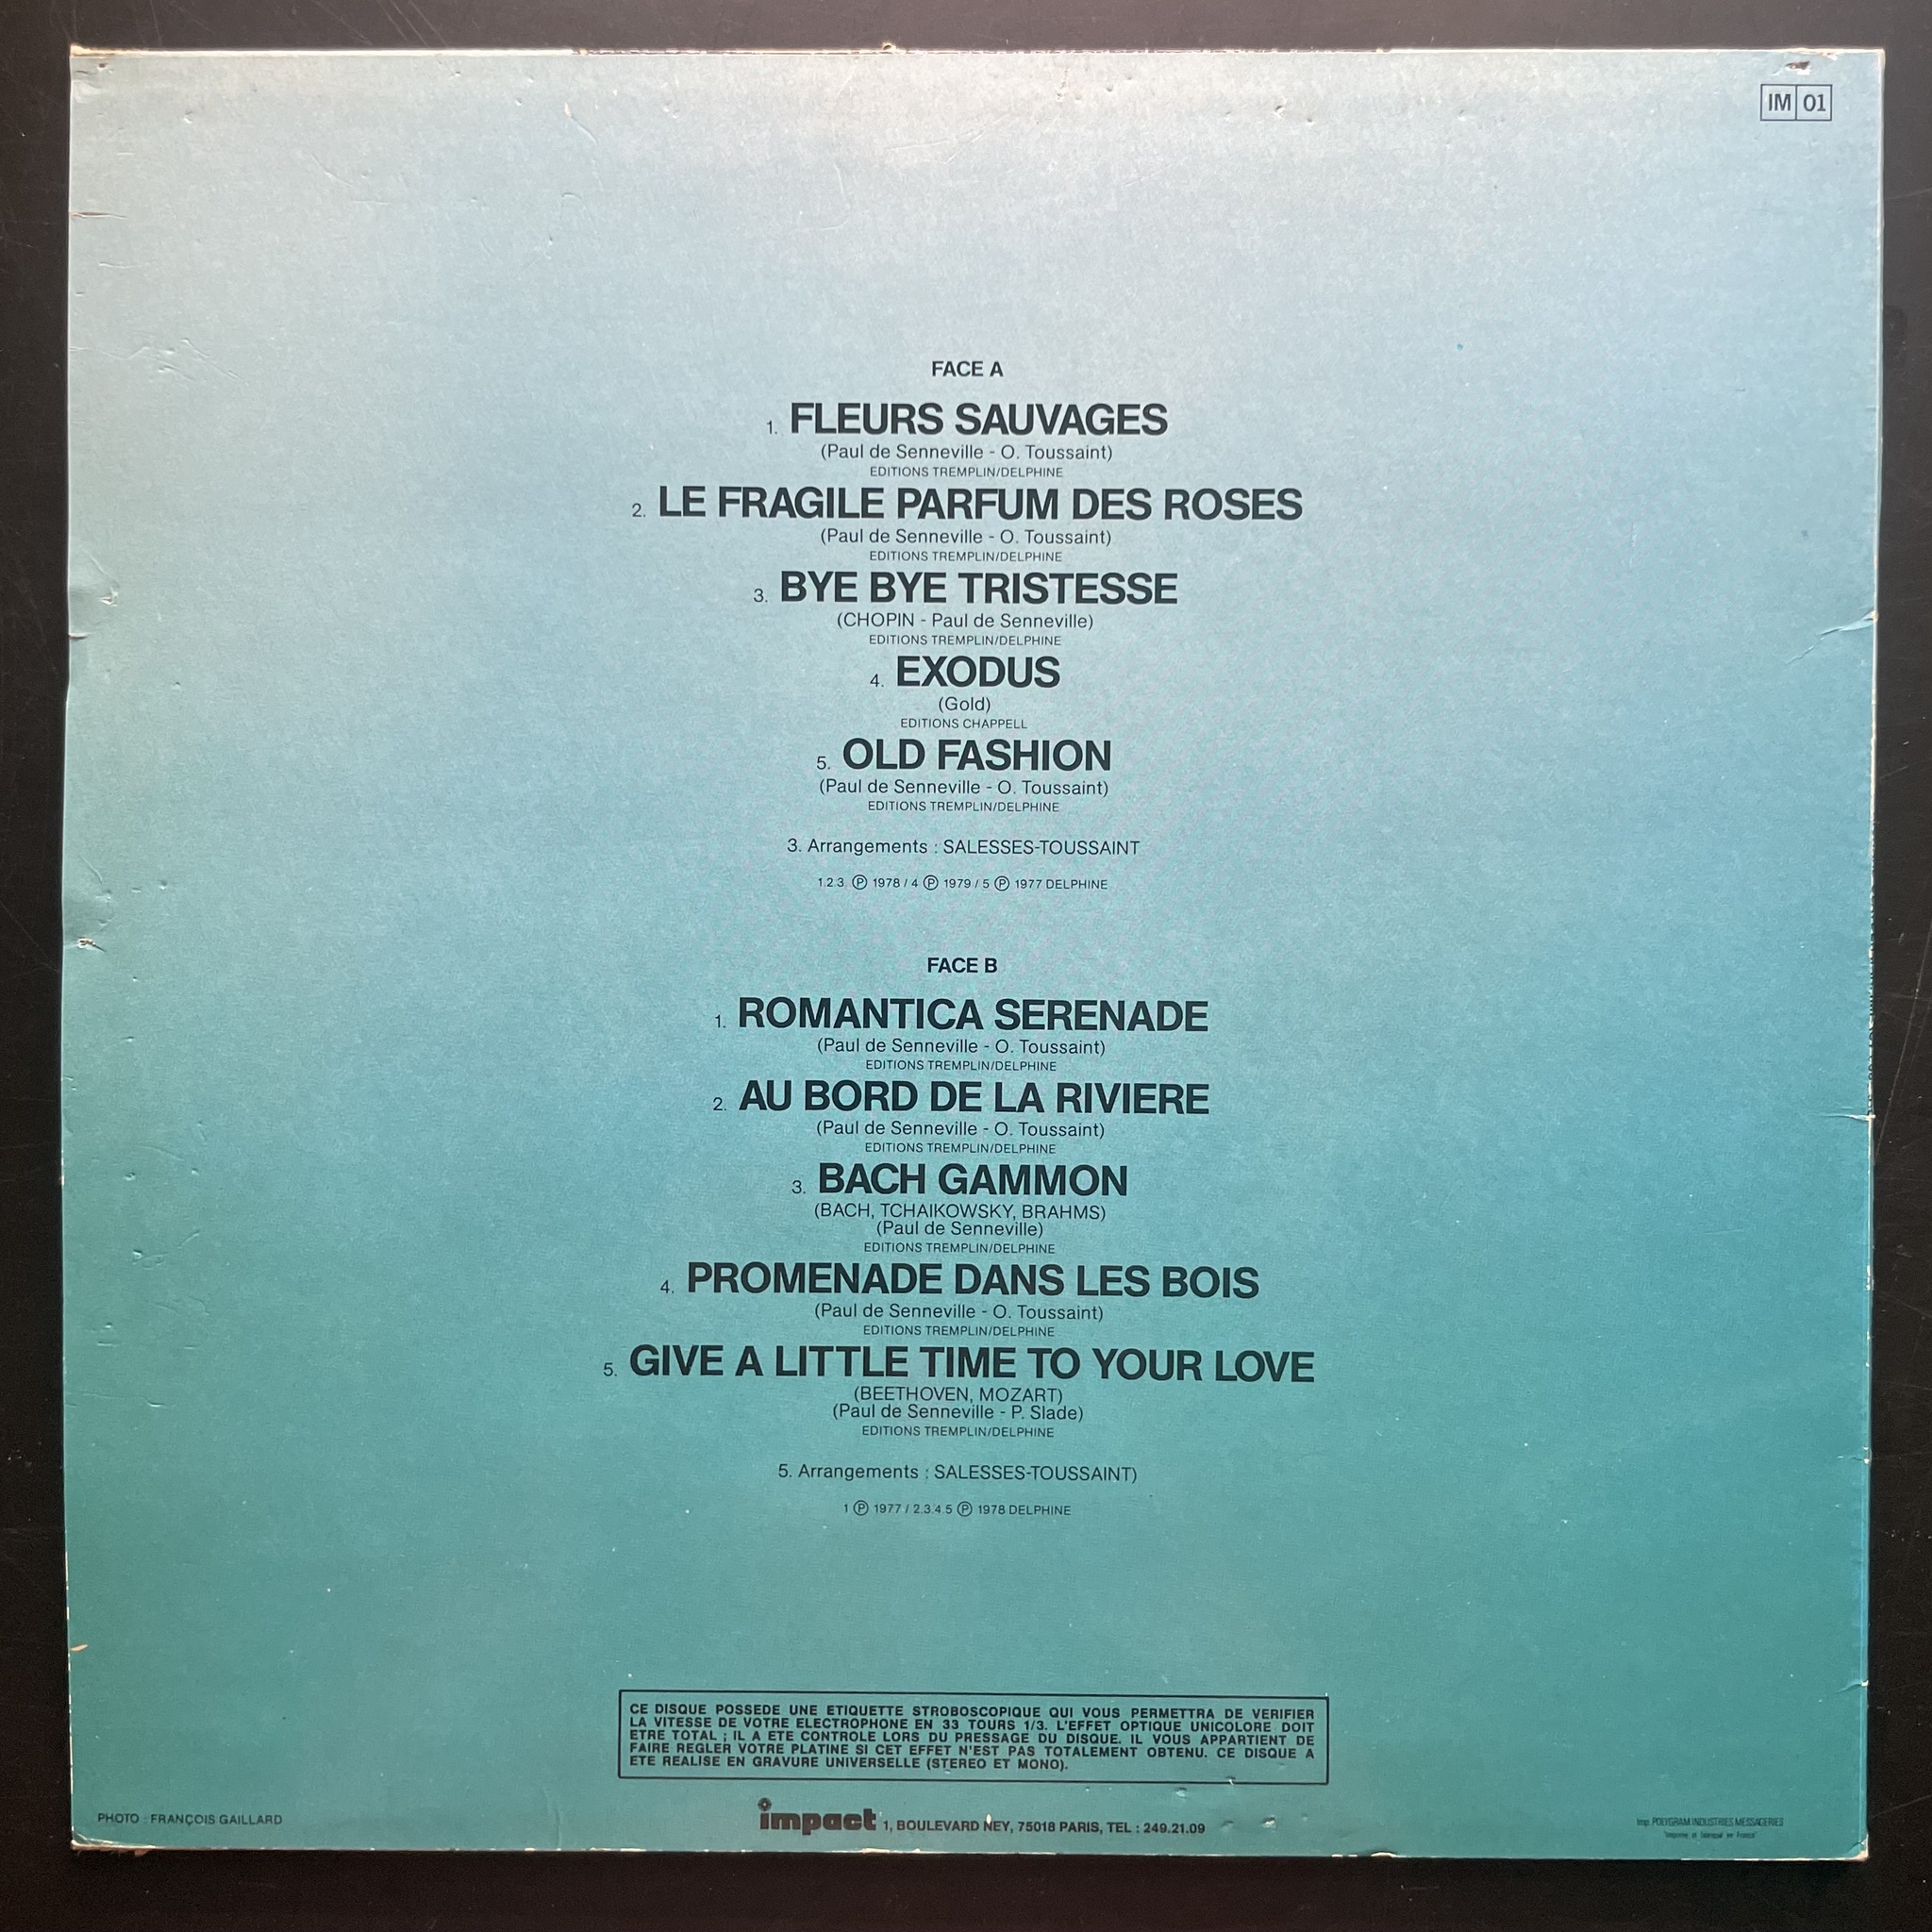 IM 01
FACE A
1. FLEURS SAUVAGES
(Paul de Senneville - O. Toussaint)
EDITIONS TREMPLIN/DELPHINE
2. LE FRAGILE PARFUM DES ROSES
(Paul de Senneville - O. Toussaint)
EDITIONS TREMPLIN/DELPHINE
3. BYE BYE TRISTESSE
(CHOPIN - Paul de Senneville)
EDITIONS TREMPLIN/DELPHINE
4. EXODUS
(Gold)
EDITIONS CHAPPELL
5. OLD FASHION
(Paul de Senneville - O. Toussaint)
EDITIONS TREMPLIN/DELPHINE
3. Arrangements : SALESSES-TOUSSAINT
1.2.3. Ⓟ 1978 / 4 Ⓟ 1979 / 5 Ⓟ 1977 DELPHINE
FACE B
1. ROMANTICA SERENADE
(Paul de Senneville - O. Toussaint)
EDITIONS TREMPLIN/DELPHINE
2. AU BORD DE LA RIVIERE
(Paul de Senneville - O. Toussaint)
EDITIONS TREMPLIN/DELPHINE
3. BACH GAMMON
(BACH, TCHAIKOWSKY, BRAHMS)
(Paul de Senneville)
EDITIONS TREMPLIN/DELPHINE
4. PROMENADE DANS LES BOIS
(Paul de Senneville - O. Toussaint)
EDITIONS TREMPLIN/DELPHINE
5. GIVE A LITTLE TIME TO YOUR LOVE
(BEETHOVEN, MOZART)
(Paul de Senneville - P. Slade)
EDITIONS TREMPLIN/DELPHINE
5. Arrangements : SALESSES-TOUSSAINT)
1 Ⓟ 1977 / 2.3.4.5 Ⓟ 1978 DELPHINE
CE DISQUE POSSEDE UNE ETIQUETTE STROBOSCOPIQUE QUI VOUS PERMETTRA DE VERIFIER
LA VITESSE DE VOTRE ELECTROPHONE EN 33 TOURS 1/3. L'EFFET OPTIQUE UNICOLORE DOIT
ETRE TOTAL ; IL A ETE CONTROLE LORS DU PRESSAGE DU DISQUE. IL VOUS APPARTIENT DE
FAIRE REGLER VOTRE PLATINE SI CET EFFET N'EST PAS TOTALEMENT OBTENU. CE DISQUE A
ETE REALISE EN GRAVURE UNIVERSELLE (STEREO ET MONO).
PHOTO : FRANÇOIS GAILLARD
impact 1, BOULEVARD NEY, 75018 PARIS, TEL : 249.21.09
Imp. POLYGRAM INDUSTRIES MESSAGERIES
"Imprimé et fabriqué en France"